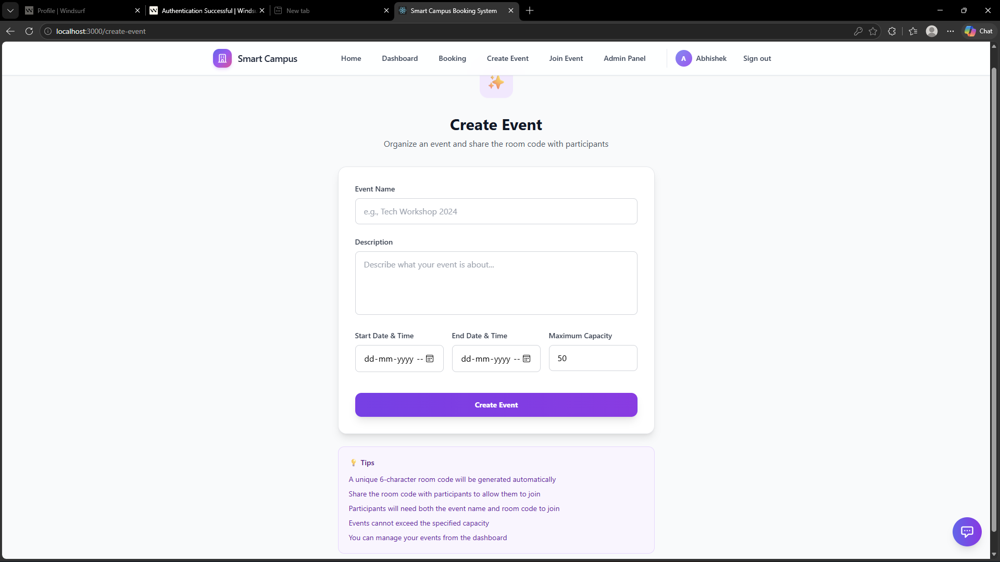 Profile | Windsurf
Authentication Successful | Winds
New tab
Smart Campus Booking System
localhost:3000/create-event
Chat
Smart Campus
Home
Dashboard
Booking
Create Event
Join Event
Admin Panel
A
Abhishek
Sign out
Create Event
Organize an event and share the room code with participants
Event Name
e.g., Tech Workshop 2024
Description
Describe what your event is about...
Start Date & Time
End Date & Time
Maximum Capacity
dd-mm-yyyy --
dd-mm-yyyy --
50
Create Event
Tips
A unique 6-character room code will be generated automatically
Share the room code with participants to allow them to join
Participants will need both the event name and room code to join
Events cannot exceed the specified capacity
You can manage your events from the dashboard